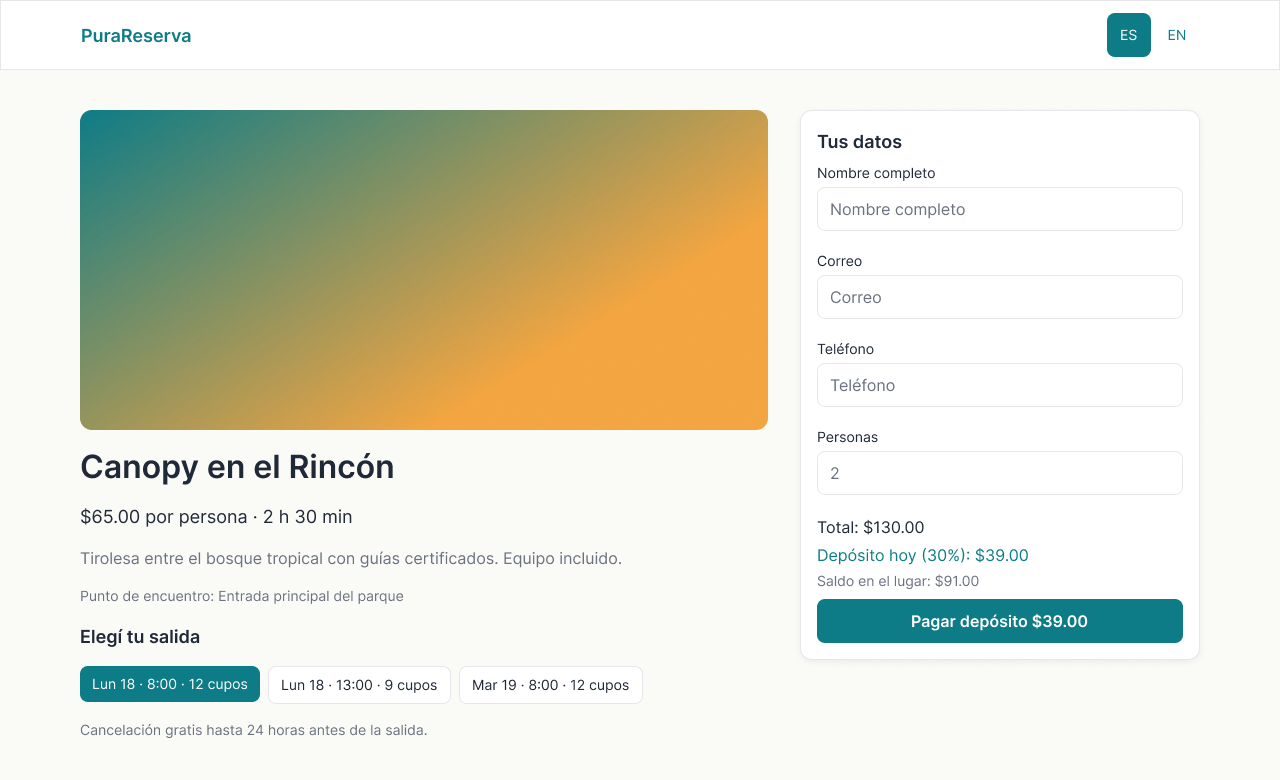 PuraReserva
ES
EN
Canopy en el Rincón
$65.00 por persona · 2 h 30 min
Tirolesa entre el bosque tropical con guías certificados. Equipo incluido.
Punto de encuentro: Entrada principal del parque
Elegí tu salida
Lun 18 · 8:00 · 12 cupos
Lun 18 · 13:00 · 9 cupos
Mar 19 · 8:00 · 12 cupos
Cancelación gratis hasta 24 horas antes de la salida.
Tus datos
Nombre completo
Nombre completo
Correo
Correo
Teléfono
Teléfono
Personas
2
Total: $130.00
Depósito hoy (30%): $39.00
Saldo en el lugar: $91.00
Pagar depósito $39.00